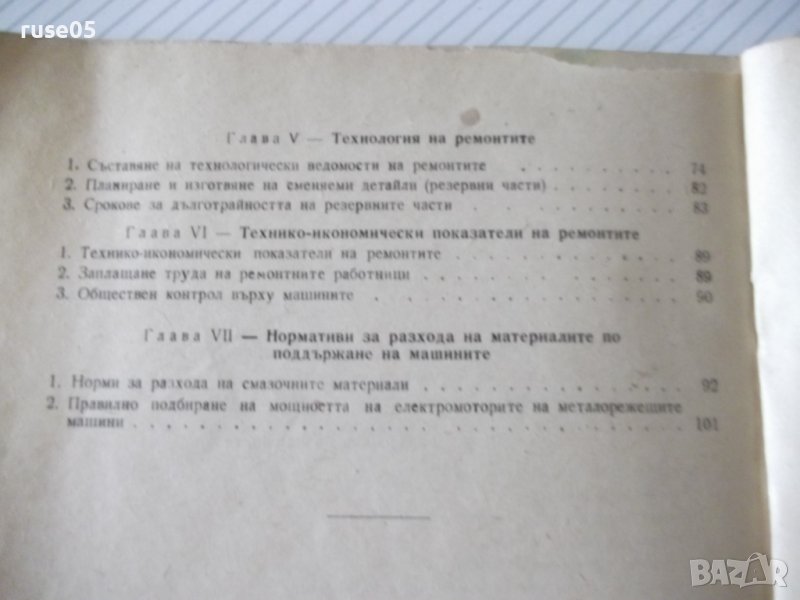 ruse05
Глава V — Технология на ремонтите
1. Съставяне на технологически ведомости на ремонтите . . . . . . 74
2. Планиране и изготвяне на сменяеми детайли (резервни части) . . . . . . 82
3. Срокове за дълготрайността на резервните части . . . . . . . . 83
Глава VI — Технико-икономически показатели на ремонтите
1. Технико-икономически показатели на ремонтите . . . . . . . . . 89
2. Заплащане труда на ремонтните работници . . . . . . . . . . 89
3. Обществен контрол върху машините . . . . . . . . . . . . 90
Глава VII — Нормативи за разхода на материалите по
поддържане на машините
1. Норми за разхода на смазочните материали . . . . . . . . . . 92
2. Правилно подбиране на мощността на електромоторите на металорежещите
машини . . . . . . . . . . . . . . . . . . . . 101
BAZAR
bg